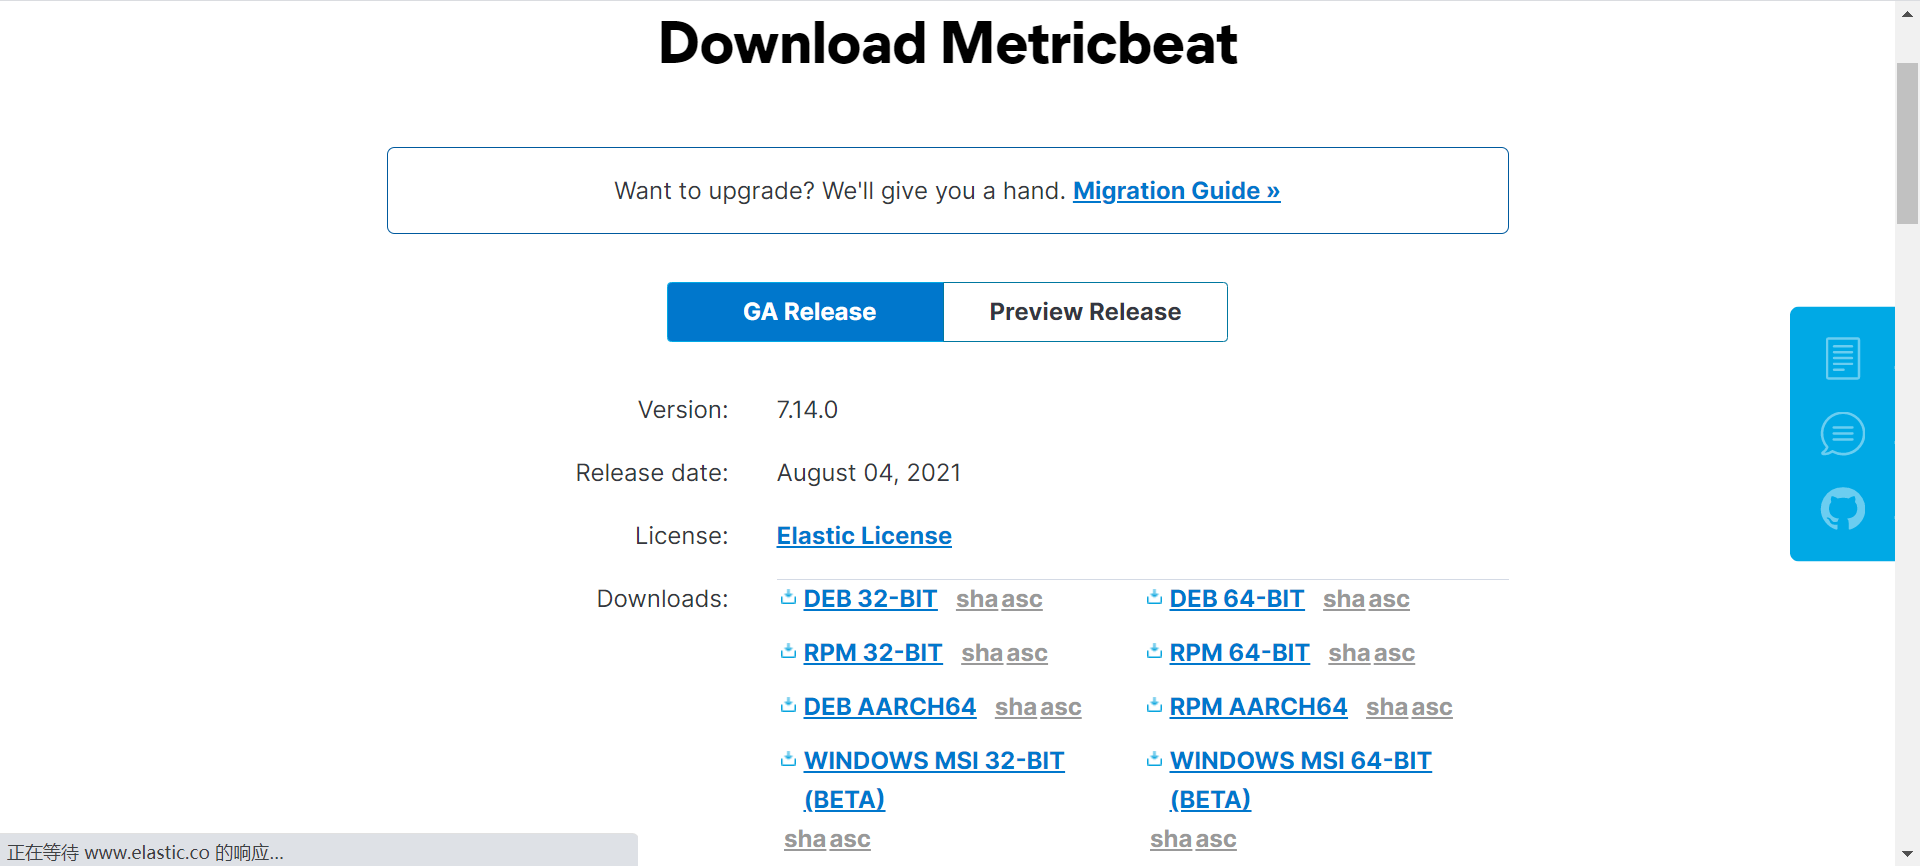 Download Metricbeat
Want to upgrade? We'll give you a hand. Migration Guide »
GA Release Preview Release
Version: 7.14.0
Release date: August 04, 2021
License: Elastic License
Downloads: DEB 32-BIT sha asc DEB 64-BIT sha asc
RPM 32-BIT sha asc RPM 64-BIT sha asc
DEB AARCH64 sha asc RPM AARCH64 sha asc
WINDOWS MSI 32-BIT WINDOWS MSI 64-BIT
(BETA) (BETA)
sha asc sha asc
正在等待 www.elastic.co 的响应...